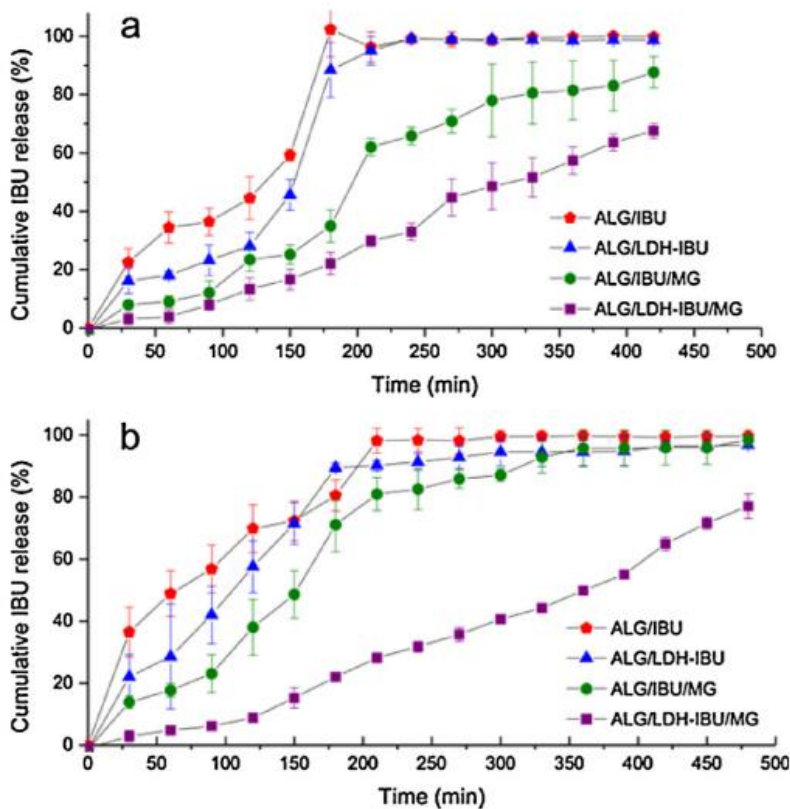 a
Cumulative IBU release (%)
100
80
60
40
20
0
ALG/IBU
ALG/LDH-IBU
ALG/IBU/MG
ALG/LDH-IBU/MG
0 50 100 150 200 250 300 350 400 450 500
Time (min)
b
Cumulative IBU release (%)
100
80
60
40
20
0
ALG/IBU
ALG/LDH-IBU
ALG/IBU/MG
ALG/LDH-IBU/MG
0 50 100 150 200 250 300 350 400 450 500
Time (min)